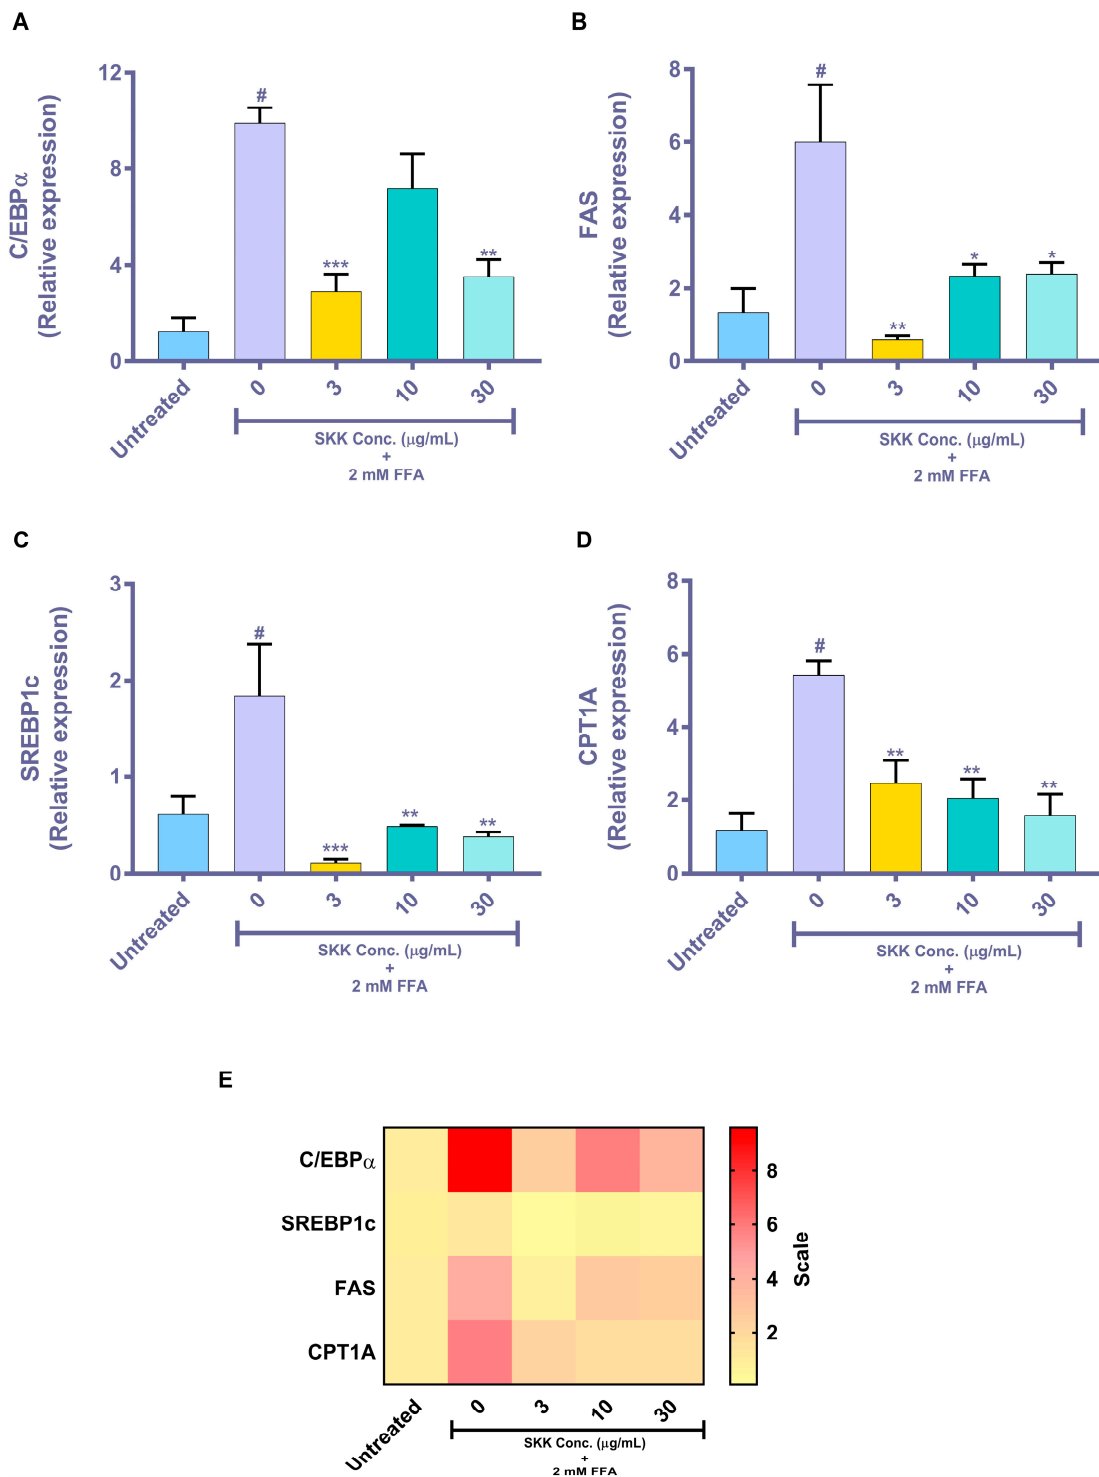 A
C/EBPα
(Relative expression)
12
8
4
0
#
***
**
Untreated
0
3
10
30
SKK Conc. (μg/mL)
+
2 mM FFA
B
FAS
(Relative expression)
8
6
4
2
0
#
**
*
*
Untreated
0
3
10
30
SKK Conc. (μg/mL)
+
2 mM FFA
C
SREBP1c
(Relative expression)
3
2
1
0
#
***
**
**
Untreated
0
3
10
30
SKK Conc. (μg/mL)
+
2 mM FFA
D
CPT1A
(Relative expression)
8
6
4
2
0
#
**
**
**
Untreated
0
3
10
30
SKK Conc. (μg/mL)
+
2 mM FFA
E
C/EBPα
SREBP1c
FAS
CPT1A
8
6
4
2
Scale
Untreated
0
3
10
30
SKK Conc. (μg/mL)
+
2 mM FFA